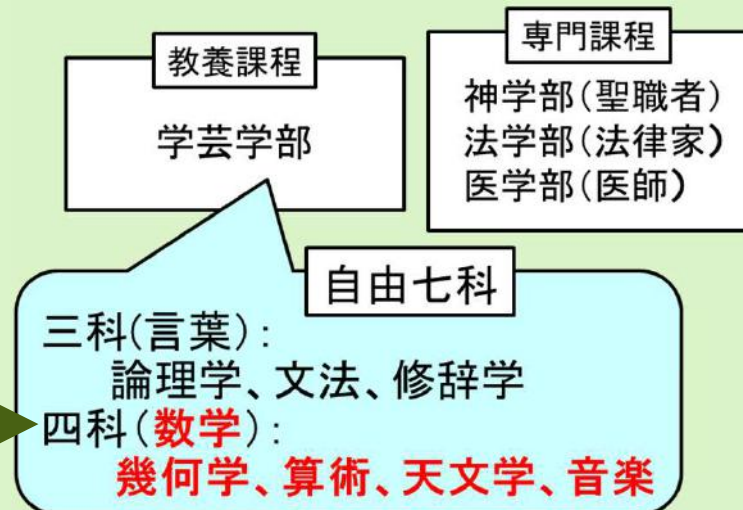 教養課程
学芸学部
専門課程
神学部(聖職者)
法学部(法律家)
医学部(医師)
自由七科
三科(言葉):
論理学、文法、修辞学
四科(数学):
幾何学、算術、天文学、音楽